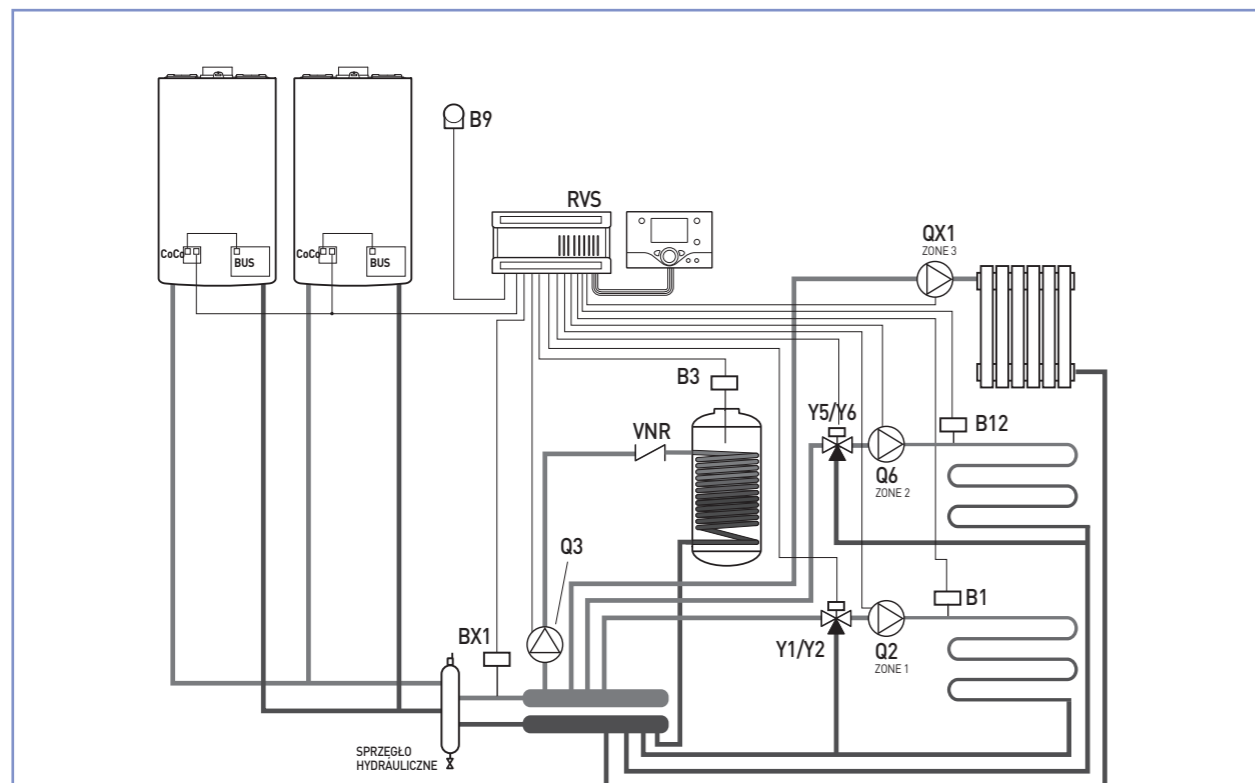 B9
RVS
QX1
ZONE 3
CoCo
BUS
CoCo
BUS
B3
Y5/Y6
B12
VNR
Q6
ZONE 2
Q3
B1
BX1
Y1/Y2
Q2
ZONE 1
SPRZĘGŁO
HYDRAULICZNE